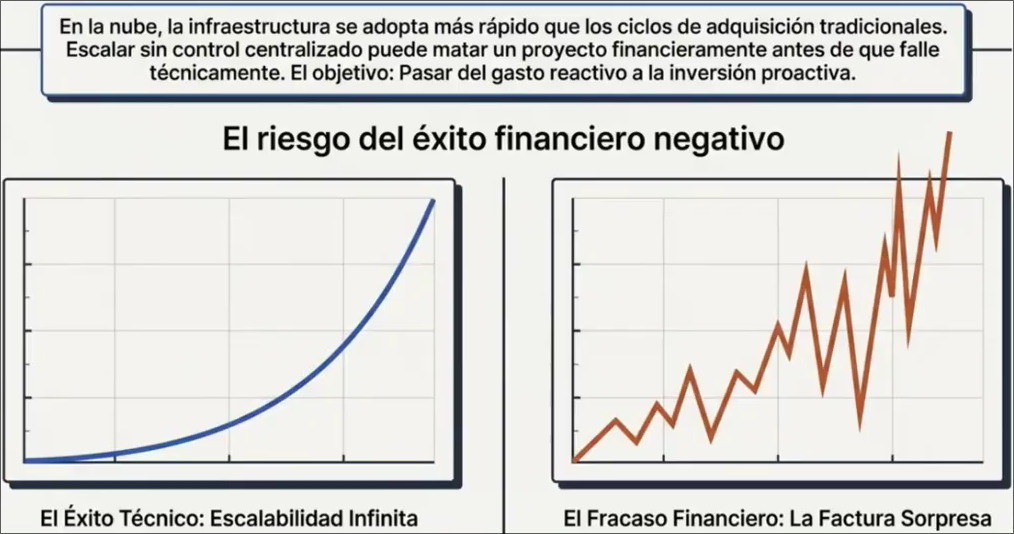 En la nube, la infraestructura se adopta más rápido que los ciclos de adquisición tradicionales.
Escalar sin control centralizado puede matar un proyecto financieramente antes de que falle
técnicamente. El objetivo: Pasar del gasto reactivo a la inversión proactiva.
El riesgo del éxito financiero negativo
El Éxito Técnico: Escalabilidad Infinita
El Fracaso Financiero: La Factura Sorpresa